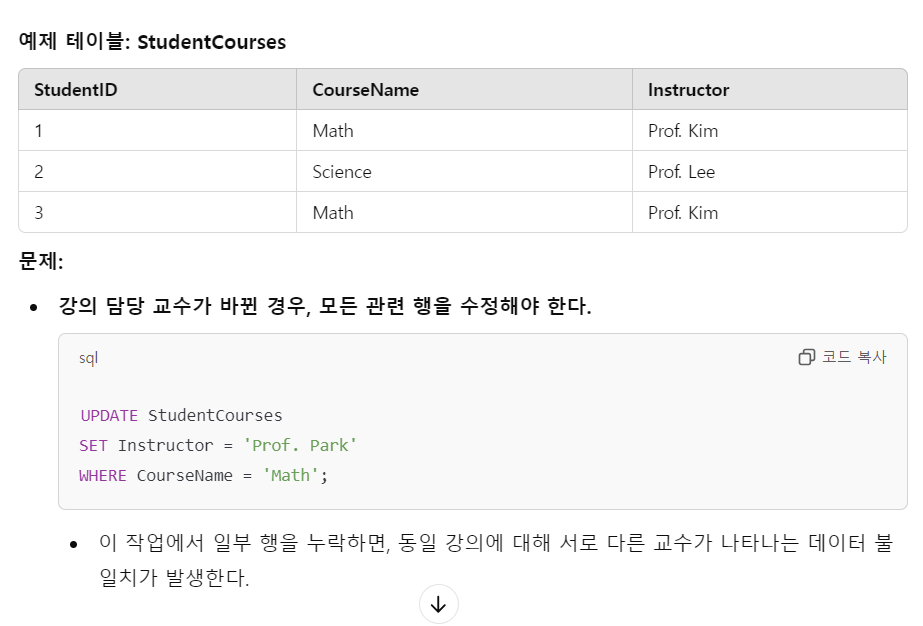 예제 테이블: StudentCourses
StudentID CourseName Instructor
1 Math Prof. Kim
2 Science Prof. Lee
3 Math Prof. Kim
문제:
• 강의 담당 교수가 바뀐 경우, 모든 관련 행을 수정해야 한다.
sql 코드 복사
UPDATE StudentCourses
SET Instructor = 'Prof. Park'
WHERE CourseName = 'Math';
• 이 작업에서 일부 행을 누락하면, 동일 강의에 대해 서로 다른 교수가 나타나는 데이터 불
일치가 발생한다.